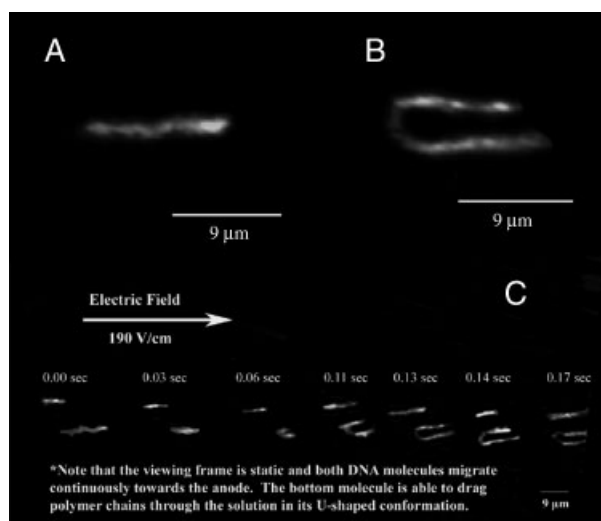 A
B
9 µm
9 µm
Electric Field
190 V/cm
C
0.00 sec
0.03 sec
0.06 sec
0.11 sec
0.13 sec
0.14 sec
0.17 sec
*Note that the viewing frame is static and both DNA molecules migrate
continuously towards the anode. The bottom molecule is able to drag
polymer chains through the solution in its U-shaped conformation.
9 µm